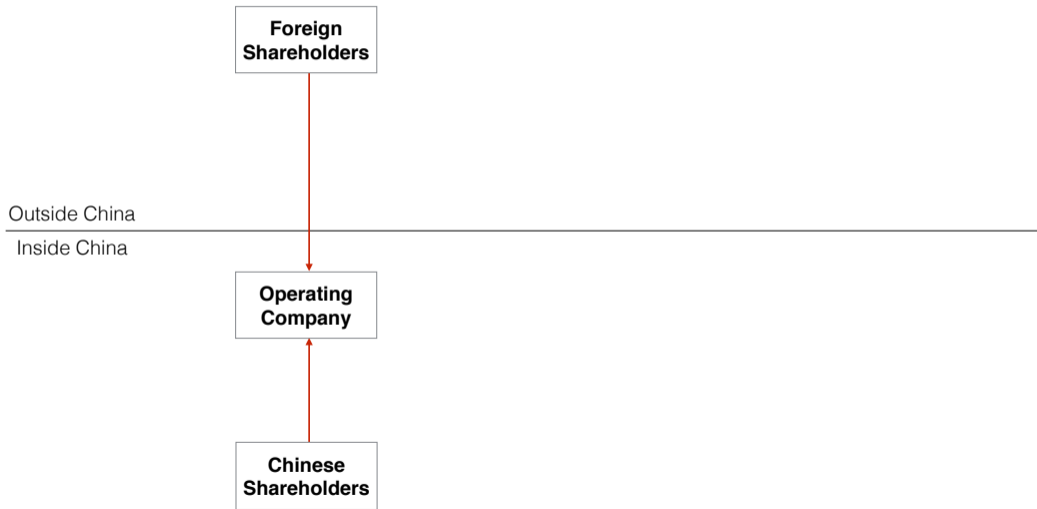 Foreign
Shareholders
Outside China
Inside China
Operating
Company
Chinese
Shareholders